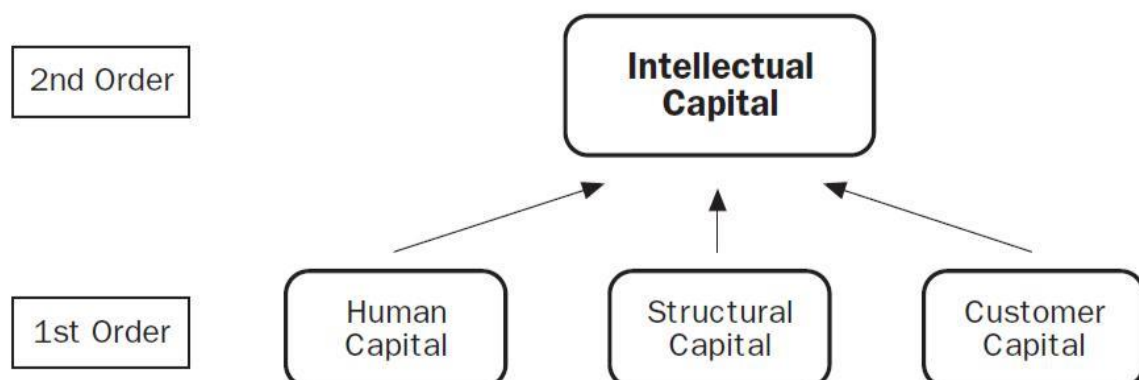 2nd Order
Intellectual
Capital
1st Order
Human
Capital
Structural
Capital
Customer
Capital